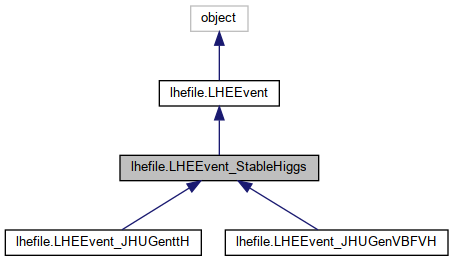 object
lhefile.LHEEvent
lhefile.LHEEvent_StableHiggs
lhefile.LHEEvent_JHUGenttH
lhefile.LHEEvent_JHUGenVBFVH